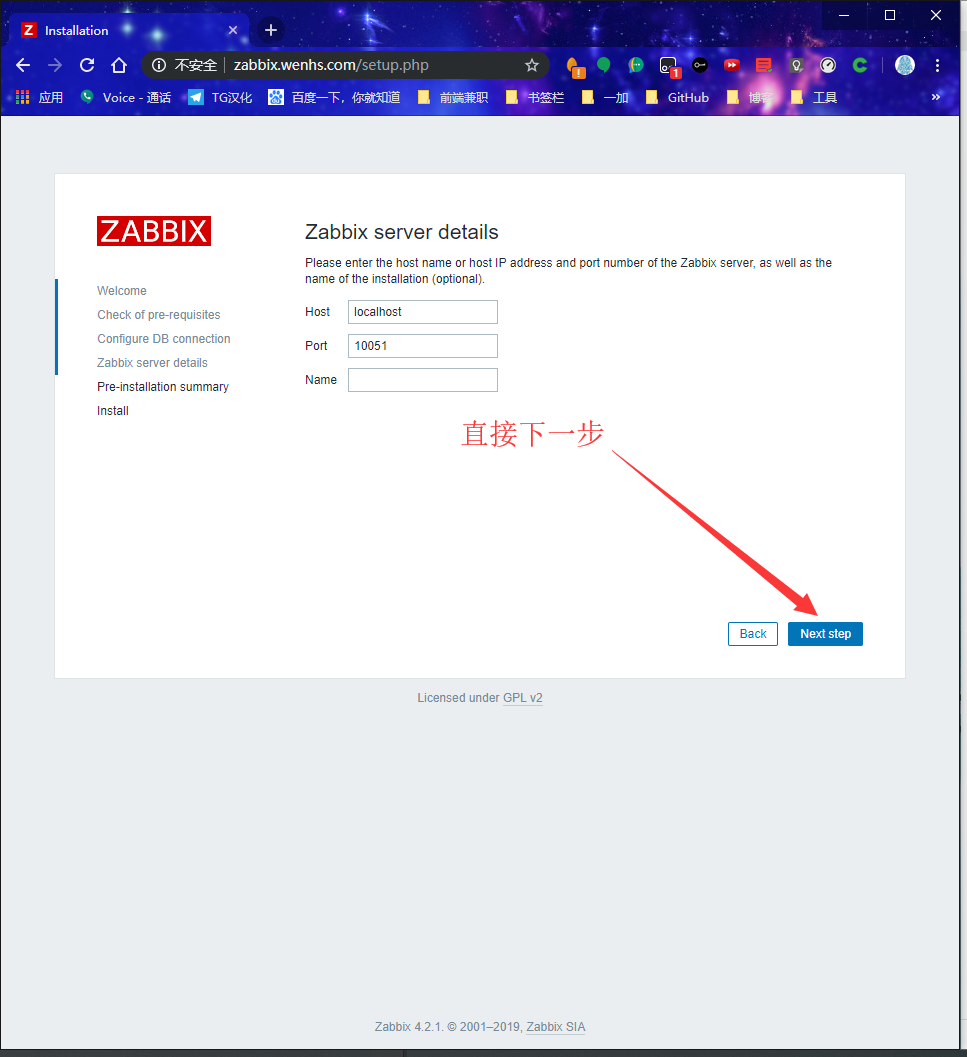 Installation
不安全
zabbix.wenhs.com/setup.php
应用
Voice - 通话
TG汉化
百度一下，你就知道
前端兼职
书签栏
一加
GitHub
博客
工具
ZABBIX
Welcome
Check of pre-requisites
Configure DB connection
Zabbix server details
Pre-installation summary
Install
Zabbix server details
Please enter the host name or host IP address and port number of the Zabbix server, as well as the
name of the installation (optional).
Host localhost
Port 10051
Name
直接下一步
Back Next step
Licensed under GPL v2
Zabbix 4.2.1. © 2001–2019, Zabbix SIA